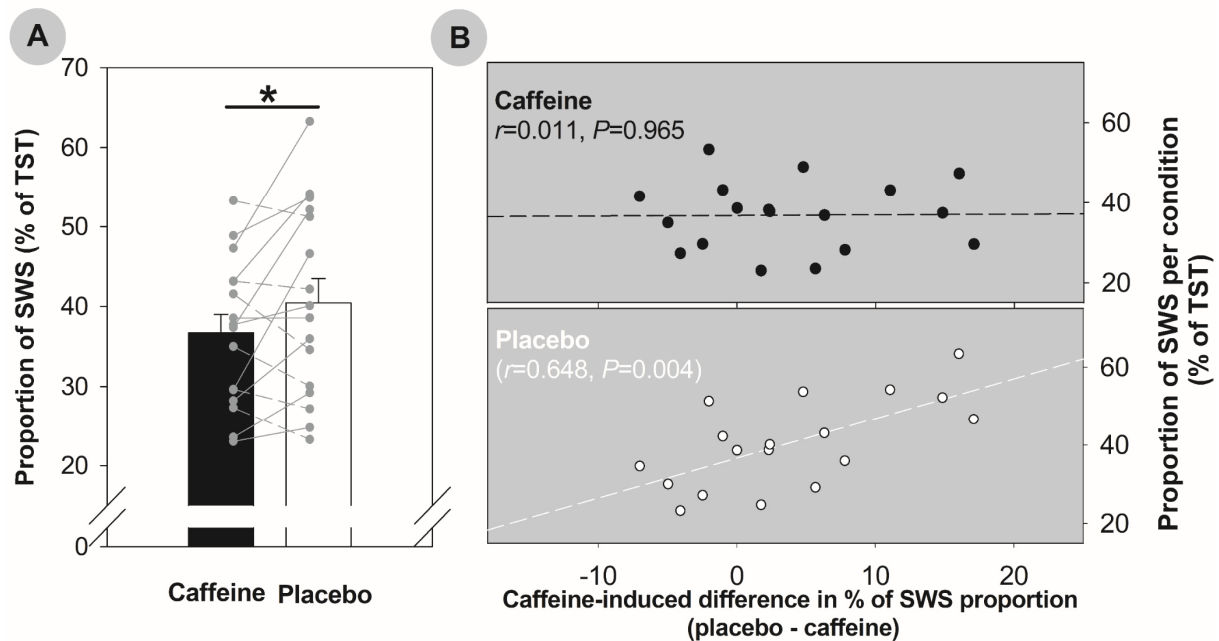 A
B
70
60
50
40
30
20
0
Proportion of SWS (% of TST)
*
Caffeine Placebo
Caffeine
r=0.011, P=0.965
60
40
20
Placebo
(r=0.648, P=0.004)
60
40
20
Proportion of SWS per condition
(% of TST)
-10 0 10 20
Caffeine-induced difference in % of SWS proportion
(placebo - caffeine)